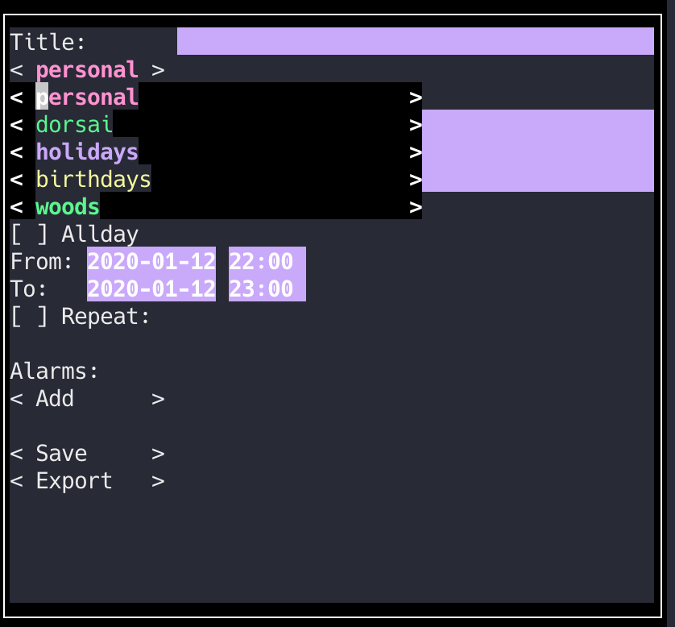 Title:
< personal >
< personal >
< dorsai >
< holidays >
< birthdays >
< woods >
[ ] Allday
From: 2020-01-12 22:00
To: 2020-01-12 23:00
[ ] Repeat:
Alarms:
< Add >
< Save >
< Export >